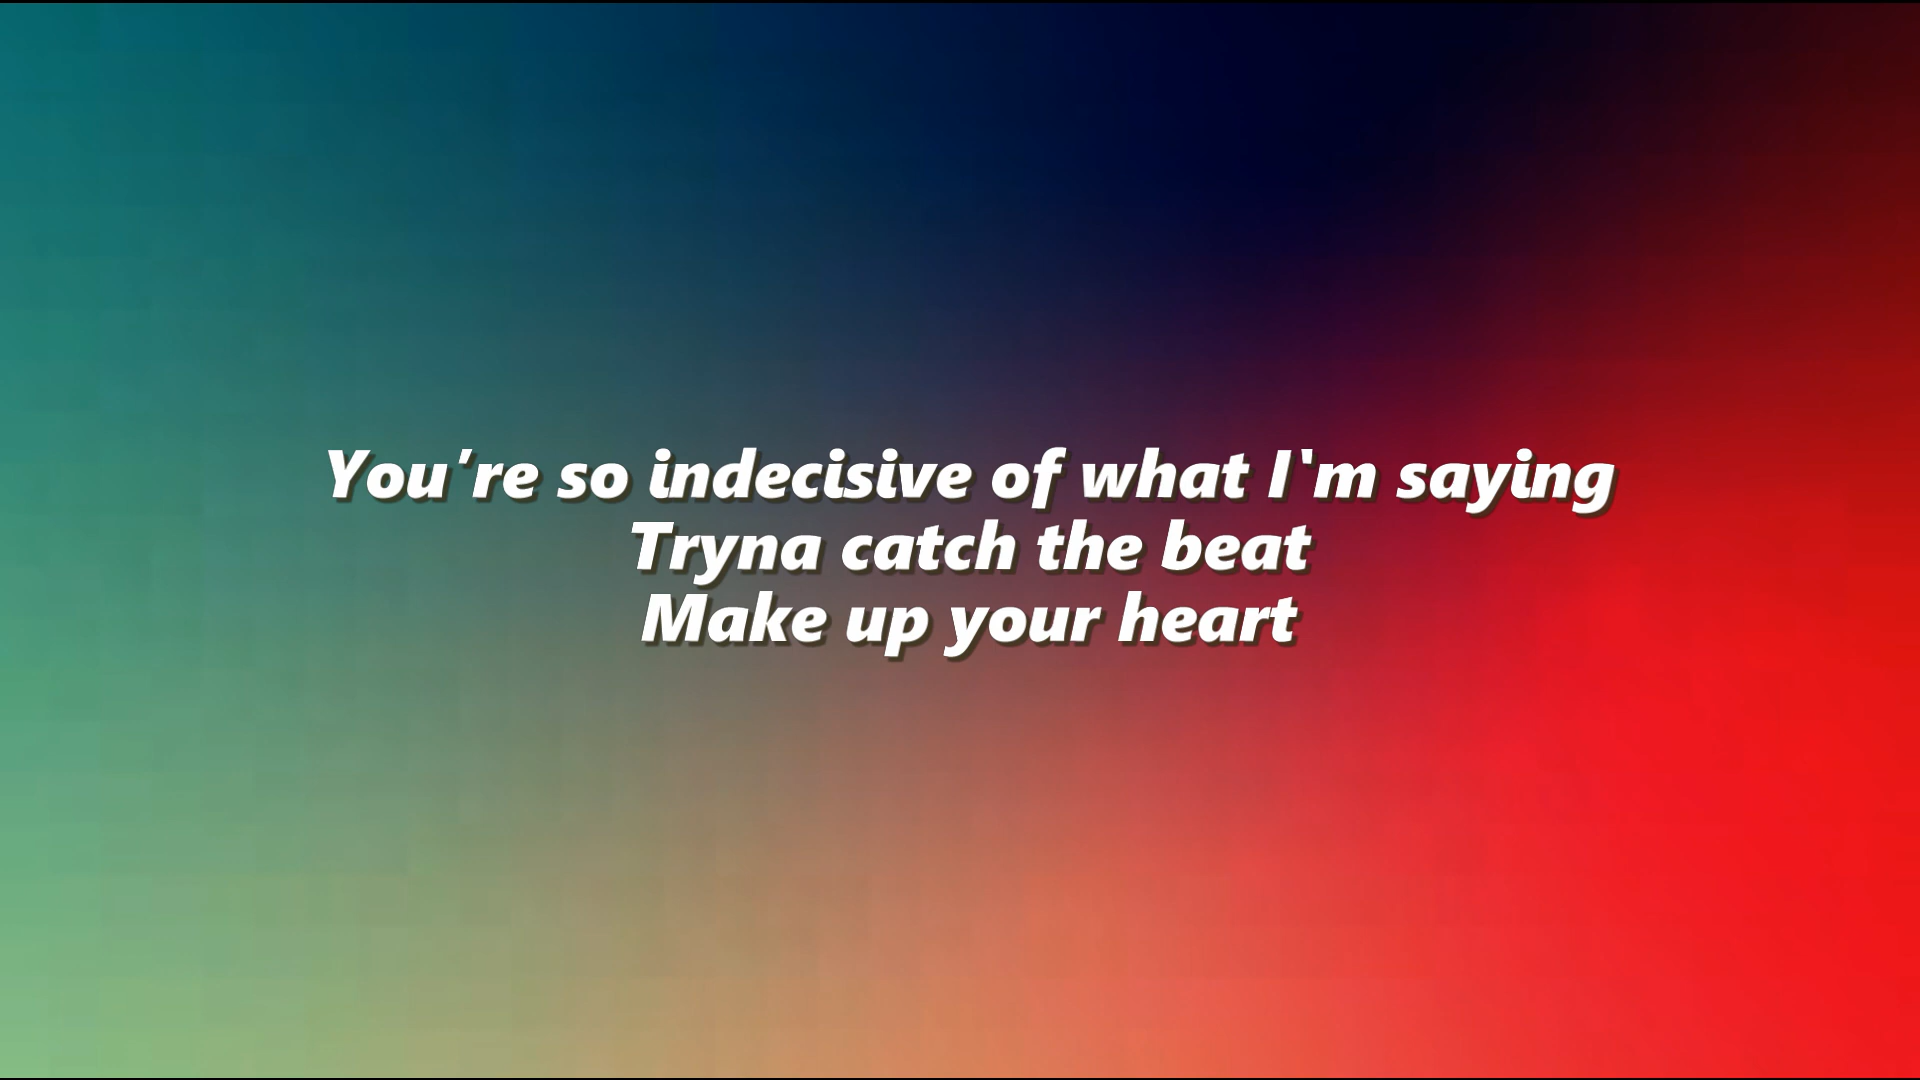 You're so indecisive of what I'm saying
Tryna catch the beat
Make up your heart